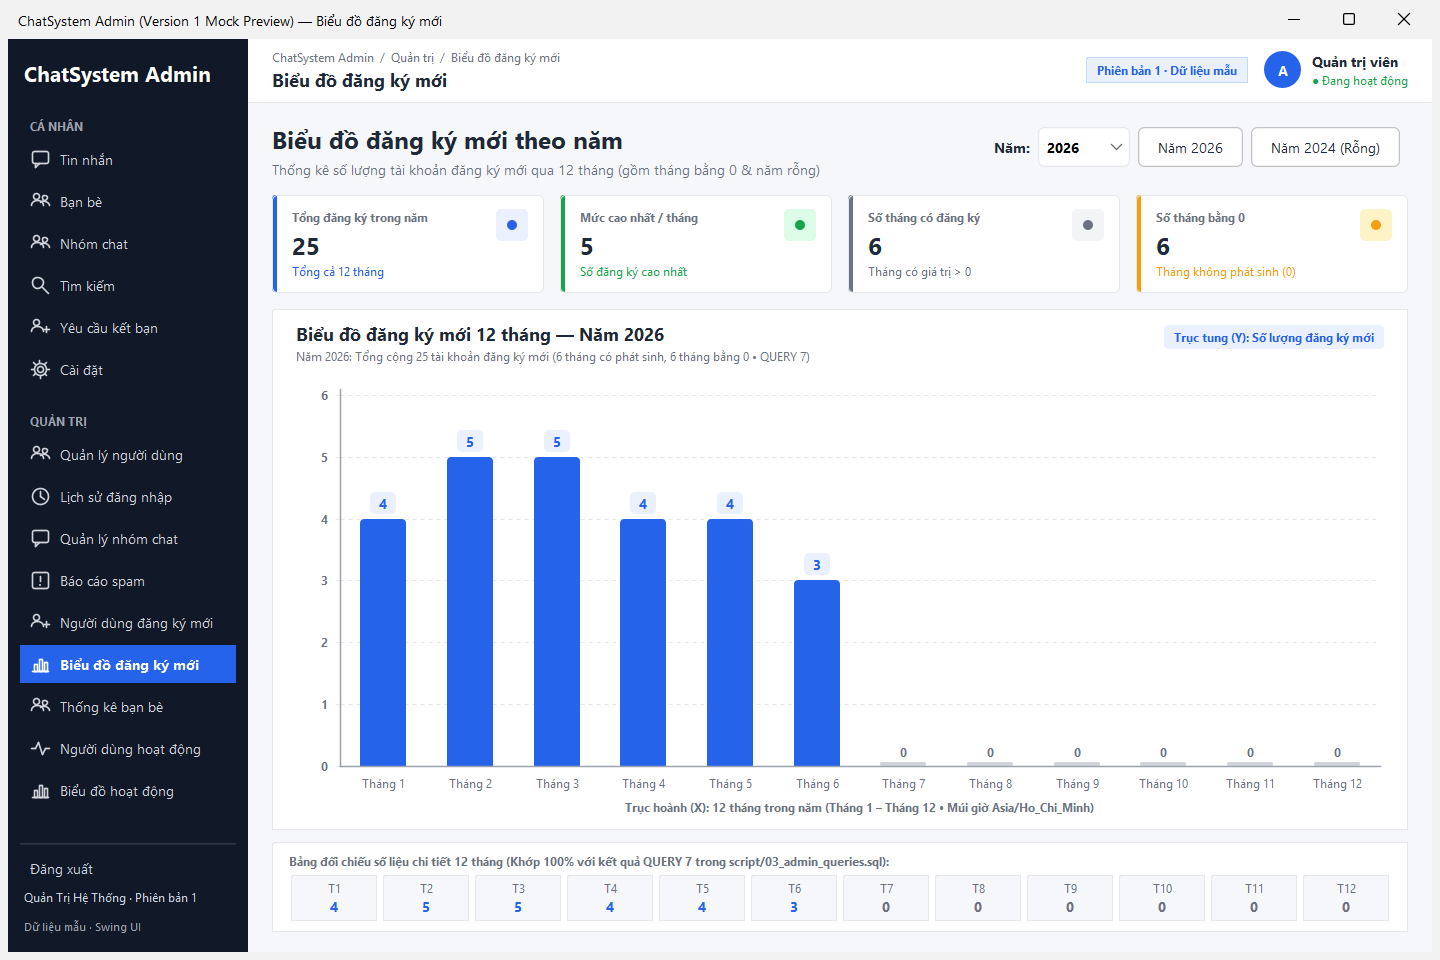 ChatSystem Admin (Version 1 Mock Preview) — Biểu đồ đăng ký mới
ChatSystem Admin
CÁ NHÂN
Tin nhắn
Bạn bè
Nhóm chat
Tìm kiếm
Yêu cầu kết bạn
Cài đặt
QUẢN TRỊ
Quản lý người dùng
Lịch sử đăng nhập
Quản lý nhóm chat
Báo cáo spam
Người dùng đăng ký mới
Biểu đồ đăng ký mới
Thống kê bạn bè
Người dùng hoạt động
Biểu đồ hoạt động
Đăng xuất
Quản Trị Hệ Thống · Phiên bản 1
Dữ liệu mẫu · Swing UI
ChatSystem Admin / Quản trị / Biểu đồ đăng ký mới
Biểu đồ đăng ký mới
Phiên bản 1 · Dữ liệu mẫu
A
Quản trị viên
● Đang hoạt động
Biểu đồ đăng ký mới theo năm
Thống kê số lượng tài khoản đăng ký mới qua 12 tháng (gồm tháng bằng 0 & năm rỗng)
Năm: 2026
Năm 2026
Năm 2024 (Rỗng)
Tổng đăng ký trong năm
25
Tổng cả 12 tháng
Mức cao nhất / tháng
5
Số đăng ký cao nhất
Số tháng có đăng ký
6
Tháng có giá trị > 0
Số tháng bằng 0
6
Tháng không phát sinh (0)
Biểu đồ đăng ký mới 12 tháng — Năm 2026
Năm 2026: Tổng cộng 25 tài khoản đăng ký mới (6 tháng có phát sinh, 6 tháng bằng 0 • QUERY 7)
Trục tung (Y): Số lượng đăng ký mới
6
5
4
3
2
1
0
4 5 5 4 4 3 0 0 0 0 0 0
Tháng 1 Tháng 2 Tháng 3 Tháng 4 Tháng 5 Tháng 6 Tháng 7 Tháng 8 Tháng 9 Tháng 10 Tháng 11 Tháng 12
Trục hoành (X): 12 tháng trong năm (Tháng 1 – Tháng 12 • Múi giờ Asia/Ho_Chi_Minh)
Bảng đối chiếu số liệu chi tiết 12 tháng (Khớp 100% với kết quả QUERY 7 trong script/03_admin_queries.sql):
T1 T2 T3 T4 T5 T6 T7 T8 T9 T10 T11 T12
4 5 5 4 4 3 0 0 0 0 0 0